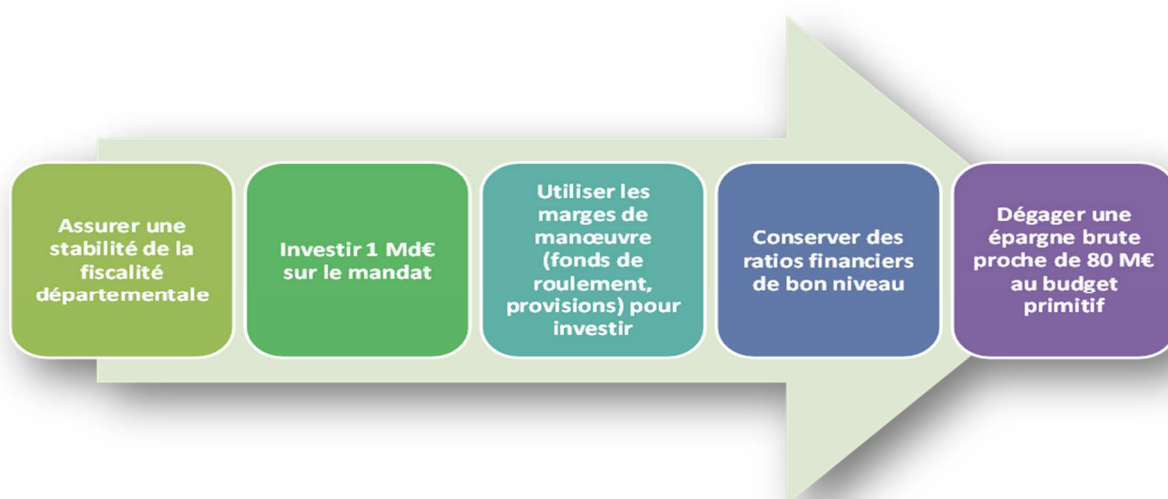 Assurer une
stabilité de la
fiscalité
départementale
Investir 1 Md€
sur le mandat
Utiliser les
marges de
manœuvre
(fonds de
roulement,
provisions) pour
investir
Conserver des
ratios financiers
de bon niveau
Dégager une
épargne brute
proche de 80 M€
au budget
primitif